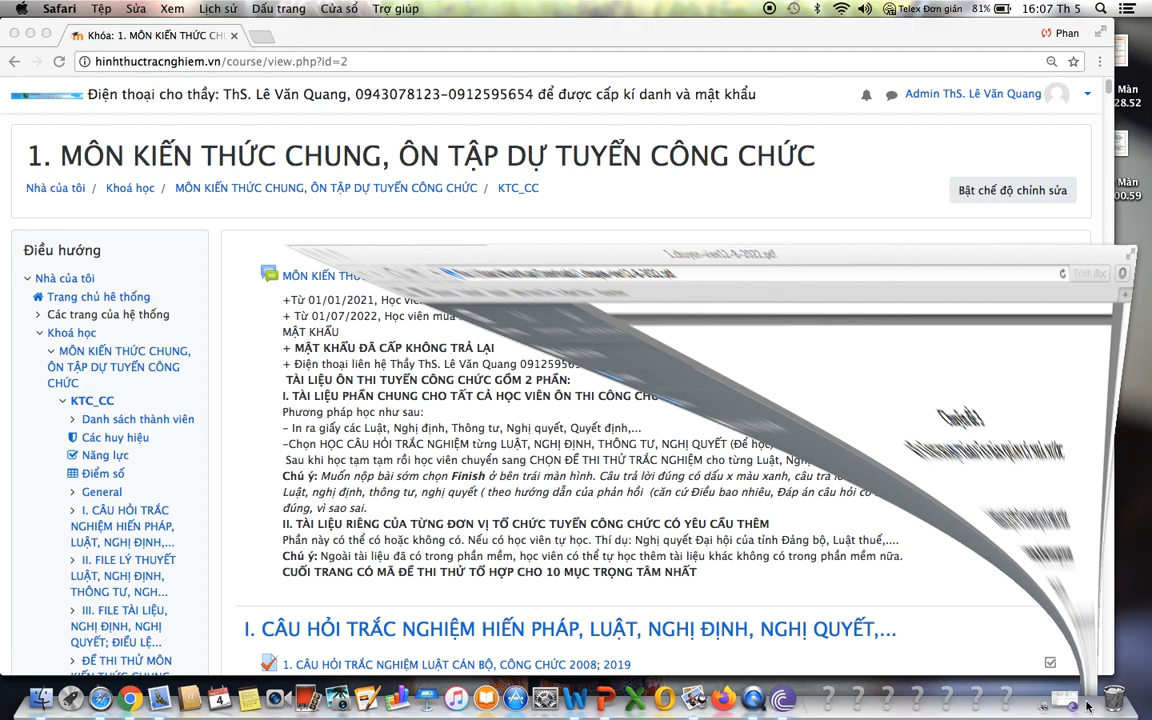 Safari Tệp Sửa Xem Lịch sử Dấu trang Cửa sổ Trợ giúp Telex Đơn giản 81% 16:07 Th 5
Khóa: 1. MÔN KIẾN THỨC CHU Phan
hinhthuctracnghiem.vn/course/view.php?id=2
Màn
28.52
Điện thoại cho thầy: ThS. Lê Văn Quang, 0943078123-0912595654 để được cấp kí danh và mật khẩu Admin ThS. Lê Văn Quang
1. MÔN KIẾN THỨC CHUNG, ÔN TẬP DỰ TUYỂN CÔNG CHỨC
Nhà của tôi / Khoá học / MÔN KIẾN THỨC CHUNG, ÔN TẬP DỰ TUYỂN CÔNG CHỨC / KTC_CC
Bật chế độ chỉnh sửa
Màn
00.59
Điều hướng
Nhà của tôi
Trang chủ hệ thống
Các trang của hệ thống
Khoá học
MÔN KIẾN THỨC CHUNG,
ÔN TẬP DỰ TUYỂN CÔNG
CHỨC
KTC_CC
Danh sách thành viên
Các huy hiệu
Năng lực
Điểm số
General
I. CÂU HỎI TRẮC
NGHIỆM HIẾN PHÁP,
LUẬT, NGHỊ ĐỊNH,...
II. FILE LÝ THUYẾT
LUẬT, NGHỊ ĐỊNH,
THÔNG TƯ, NGH...
III. FILE TÀI LIỆU,
NGHỊ ĐỊNH, NGHỊ
QUYẾT; ĐIỀU LỆ...
ĐỀ THI THỬ MÔN
MÔN KIẾN THỨ
+Từ 01/01/2021, Học
+ Từ 01/07/2022, Học viên mua
MẬT KHẨU
+ MẬT KHẨU ĐÃ CẤP KHÔNG TRẢ LẠI
+ Điện thoại liên hệ Thầy ThS. Lê Văn Quang
TÀI LIỆU ÔN THI TUYỂN CÔNG CHỨC GỒM 2 PHẦN:
I. TÀI LIỆU PHẦN CHUNG CHO TẤT CẢ HỌC VIÊN ÔN THI CÔNG
Phương pháp học như sau:
- In ra giấy các Luật, Nghị định, Thông tư, Nghị quyết, Quyết định,...
-Chọn HỌC CÂU HỎI TRẮC NGHIỆM từng LUẬT, NGHỊ ĐỊNH, THÔNG TƯ, NGHỊ QUYẾT (Để học)
Sau khi học tạm tạm rồi học viên chuyển sang CHỌN ĐỀ THI THỬ TRẮC NGHIỆM cho từng Luật,
Chú ý: Muốn nộp bài sớm chọn Finish ở bên trái màn hình. Câu trả lời đúng có dấu x màu xanh, câu trả
Luật, nghị định, thông tư, nghị quyết ( theo hướng dẫn của phản hồi (căn cứ Điều bao nhiêu, Đáp án câu hỏi
đúng, vì sao sai.
II. TÀI LIỆU RIÊNG CỦA TỪNG ĐƠN VỊ TỔ CHỨC TUYỂN CÔNG CHỨC CÓ YÊU CẦU THÊM
Phần này có thể có hoặc không có. Nếu có học viên tự học. Thí dụ: Nghị quyết Đại hội của tỉnh Đảng bộ, Luật thuế,....
Chú ý: Ngoài tài liệu đã có trong phần mềm, học viên có thể tự học thêm tài liệu khác không có trong phần mềm nữa.
CUỐI TRANG CÓ MÃ ĐỀ THI THỬ TỔ HỢP CHO 10 MỤC TRỌNG TÂM NHẤT
I. CÂU HỎI TRẮC NGHIỆM HIẾN PHÁP, LUẬT, NGHỊ ĐỊNH, NGHỊ QUYẾT,...
1. CÂU HỎI TRẮC NGHIỆM LUẬT CÁN BỘ, CÔNG CHỨC 2008; 2019
Trình đọc